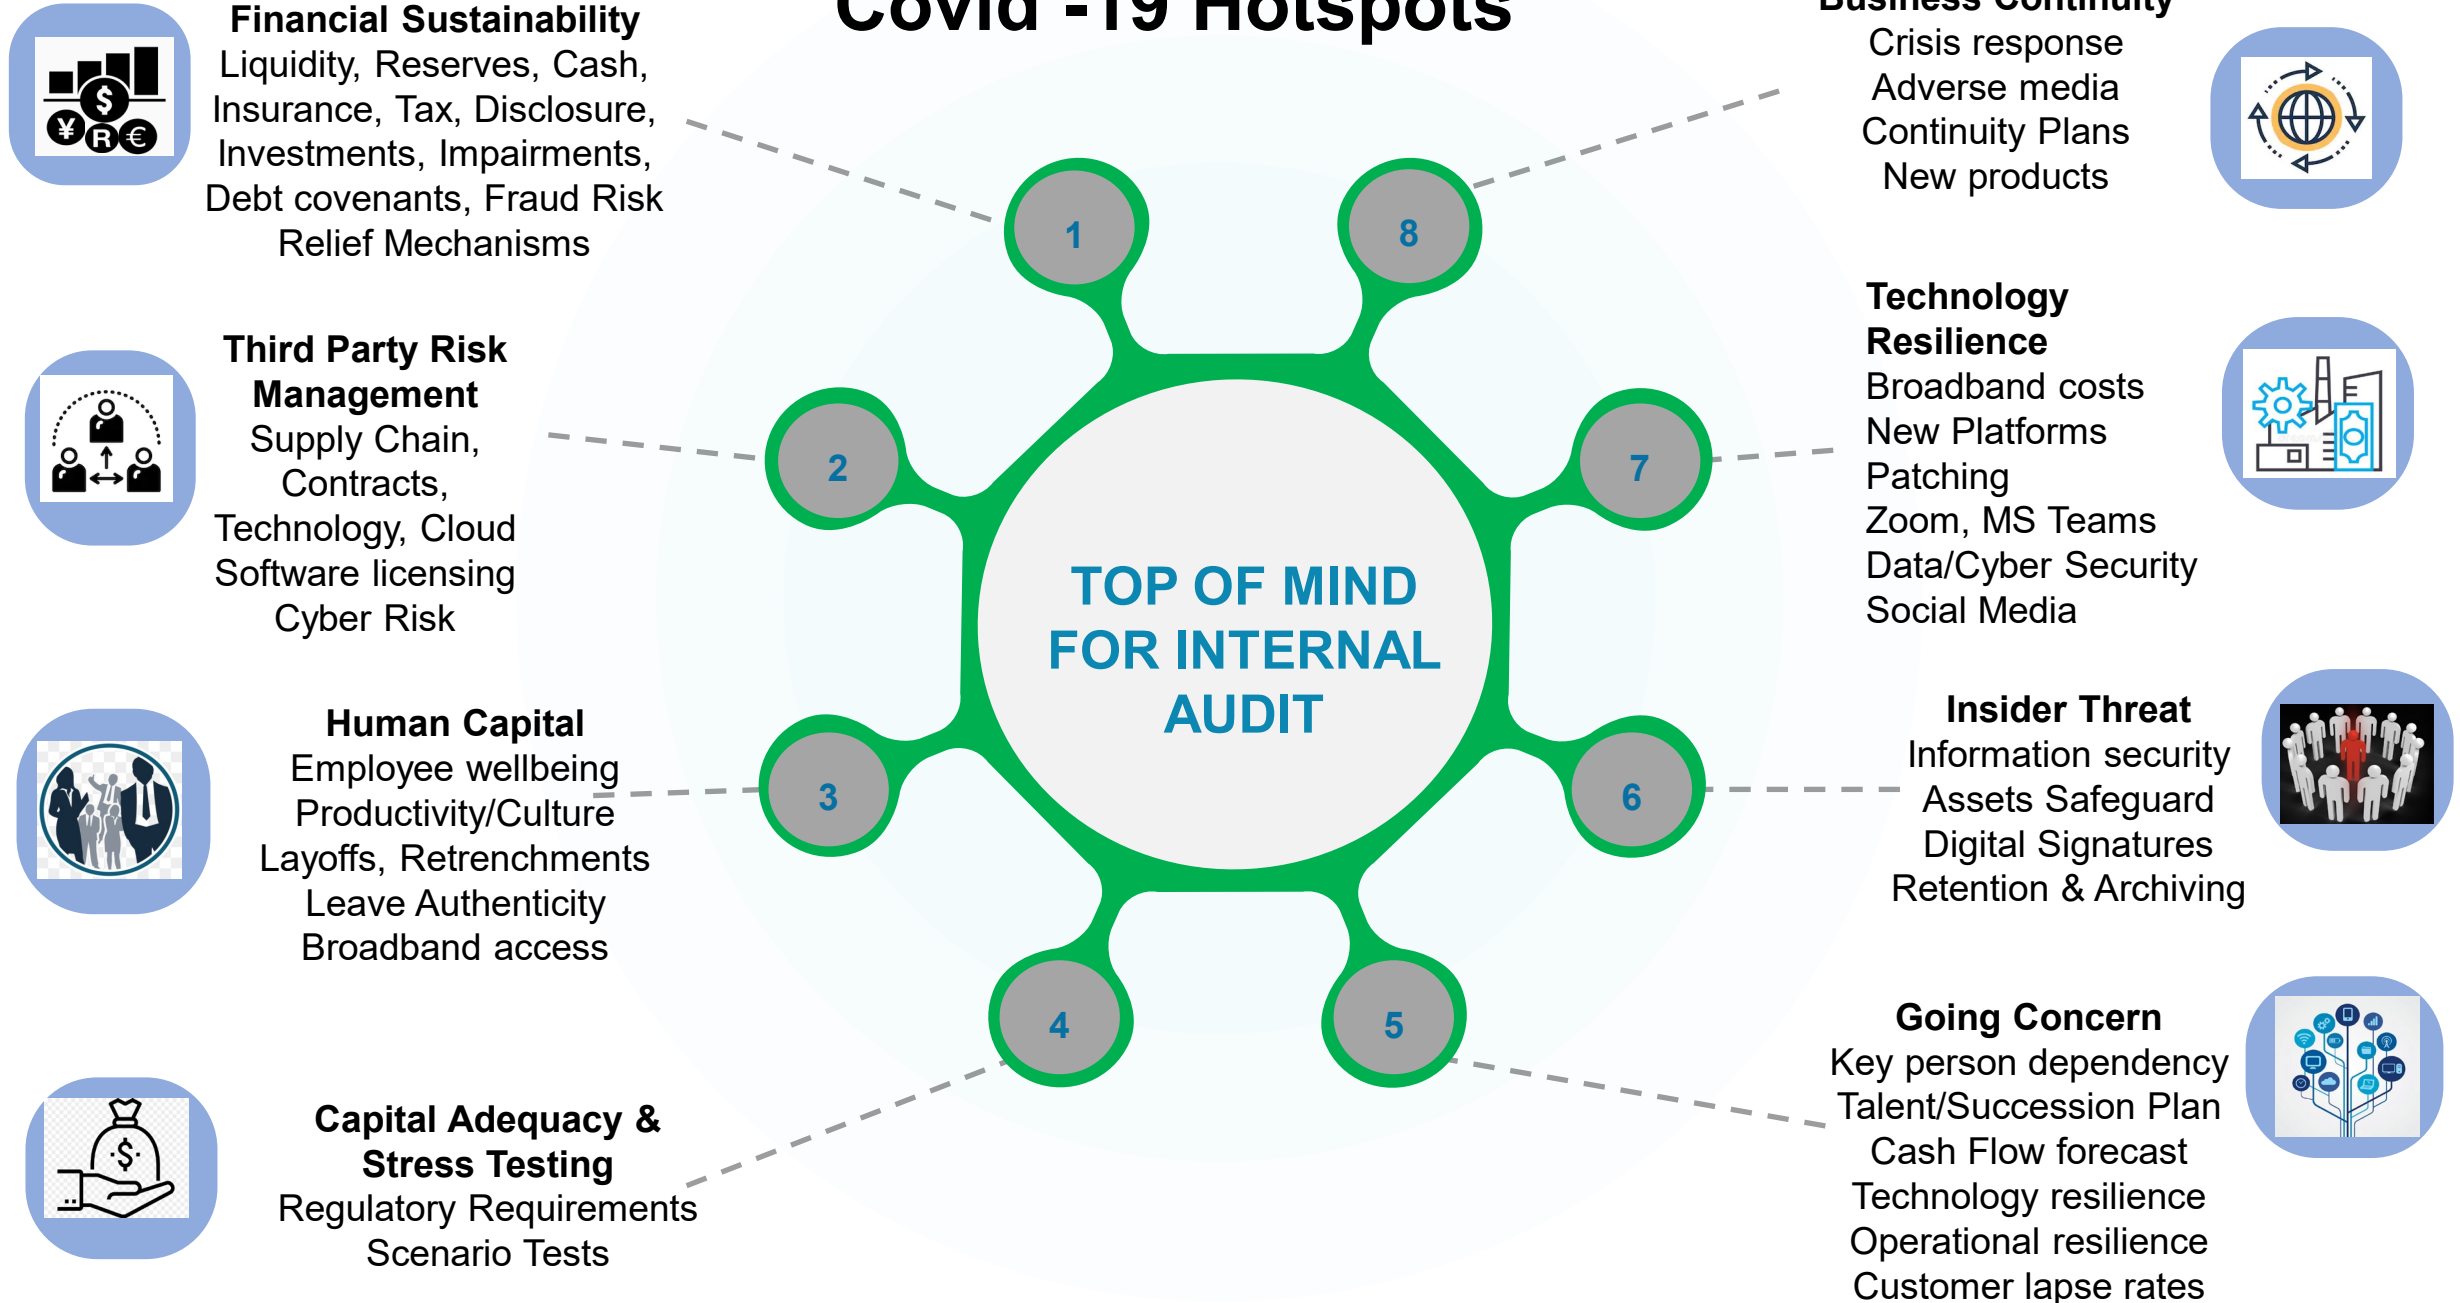 Covid -19 Hotspots
Financial Sustainability
Liquidity, Reserves, Cash,
Insurance, Tax, Disclosure,
Investments, Impairments,
Debt covenants, Fraud Risk
Relief Mechanisms
Third Party Risk
Management
Supply Chain,
Contracts,
Technology, Cloud
Software licensing
Cyber Risk
Human Capital
Employee wellbeing
Productivity/Culture
Layoffs, Retrenchments
Leave Authenticity
Broadband access
Capital Adequacy &
Stress Testing
Regulatory Requirements
Scenario Tests
1
2
3
4
5
6
7
8
TOP OF MIND
FOR INTERNAL
AUDIT
Business Continuity
Crisis response
Adverse media
Continuity Plans
New products
Technology
Resilience
Broadband costs
New Platforms
Patching
Zoom, MS Teams
Data/Cyber Security
Social Media
Insider Threat
Information security
Assets Safeguard
Digital Signatures
Retention & Archiving
Going Concern
Key person dependency
Talent/Succession Plan
Cash Flow forecast
Technology resilience
Operational resilience
Customer lapse rates
$
¥
R
€
$